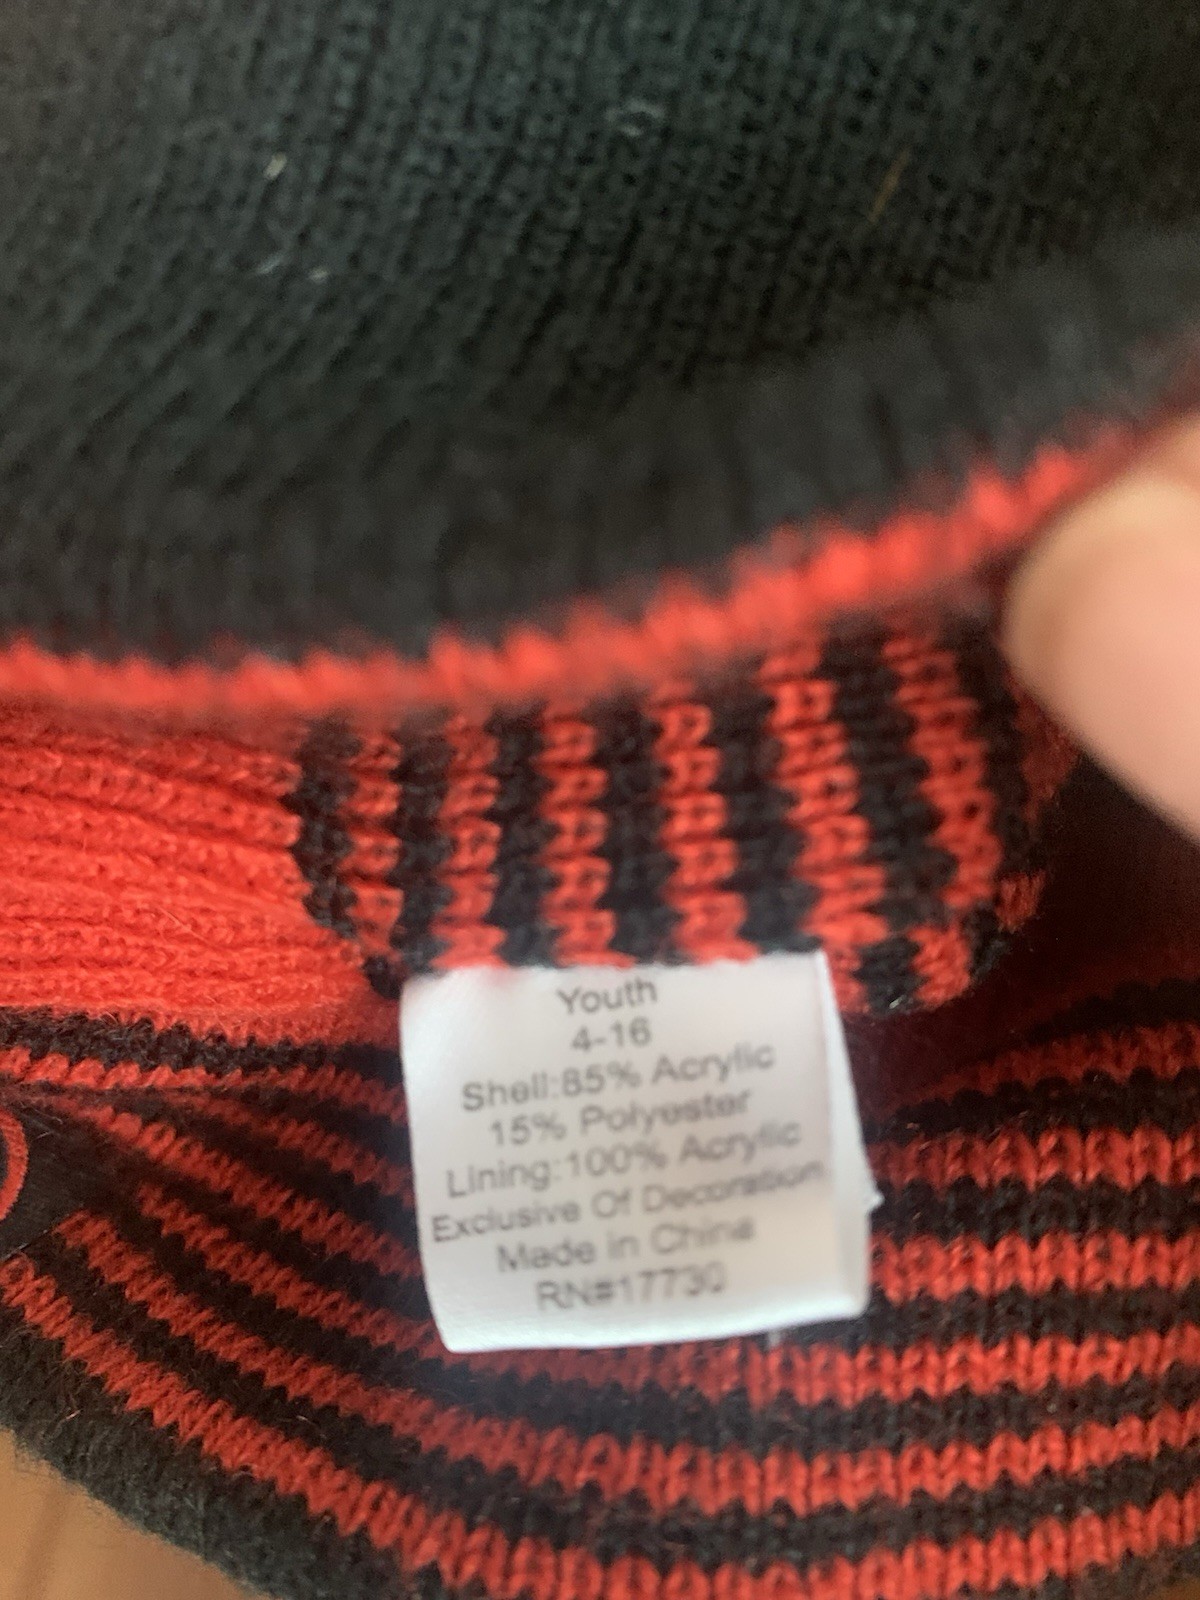 Youth
4-16
Shell:85% Acrylic
15% Polyester
Lining:100% Acrylic
Exclusive Of Decoration
Made in China
RN#17730